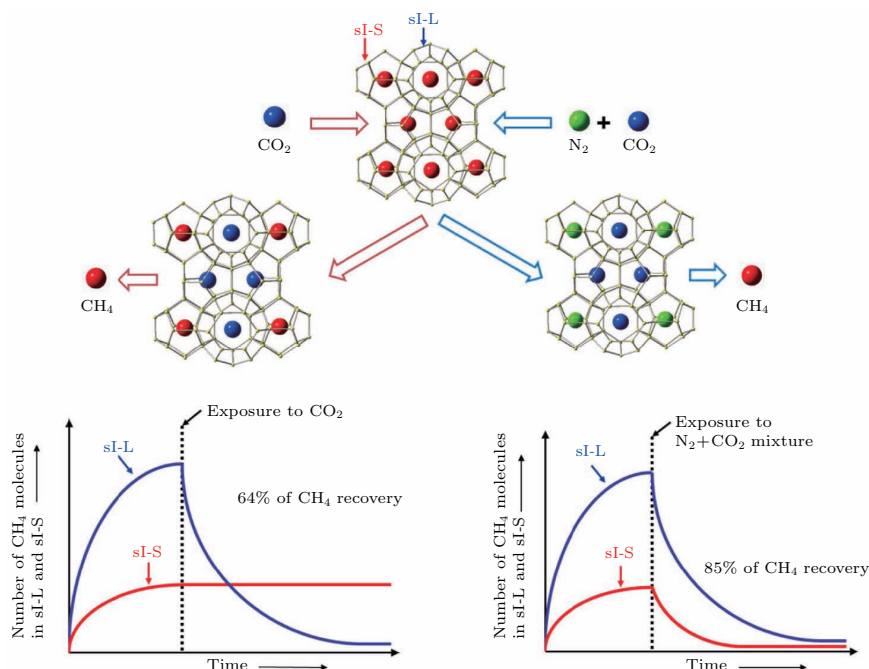 sI-S
sI-L
CO₂
N₂
+
CO₂
CH₄
CH₄
Number of CH₄ molecules
in sI-L and sI-S
sI-L
Exposure to CO₂
64% of CH₄ recovery
sI-S
Time
Number of CH₄ molecules
in sI-L and sI-S
sI-L
Exposure to
N₂+CO₂ mixture
sI-S
85% of CH₄ recovery
Time